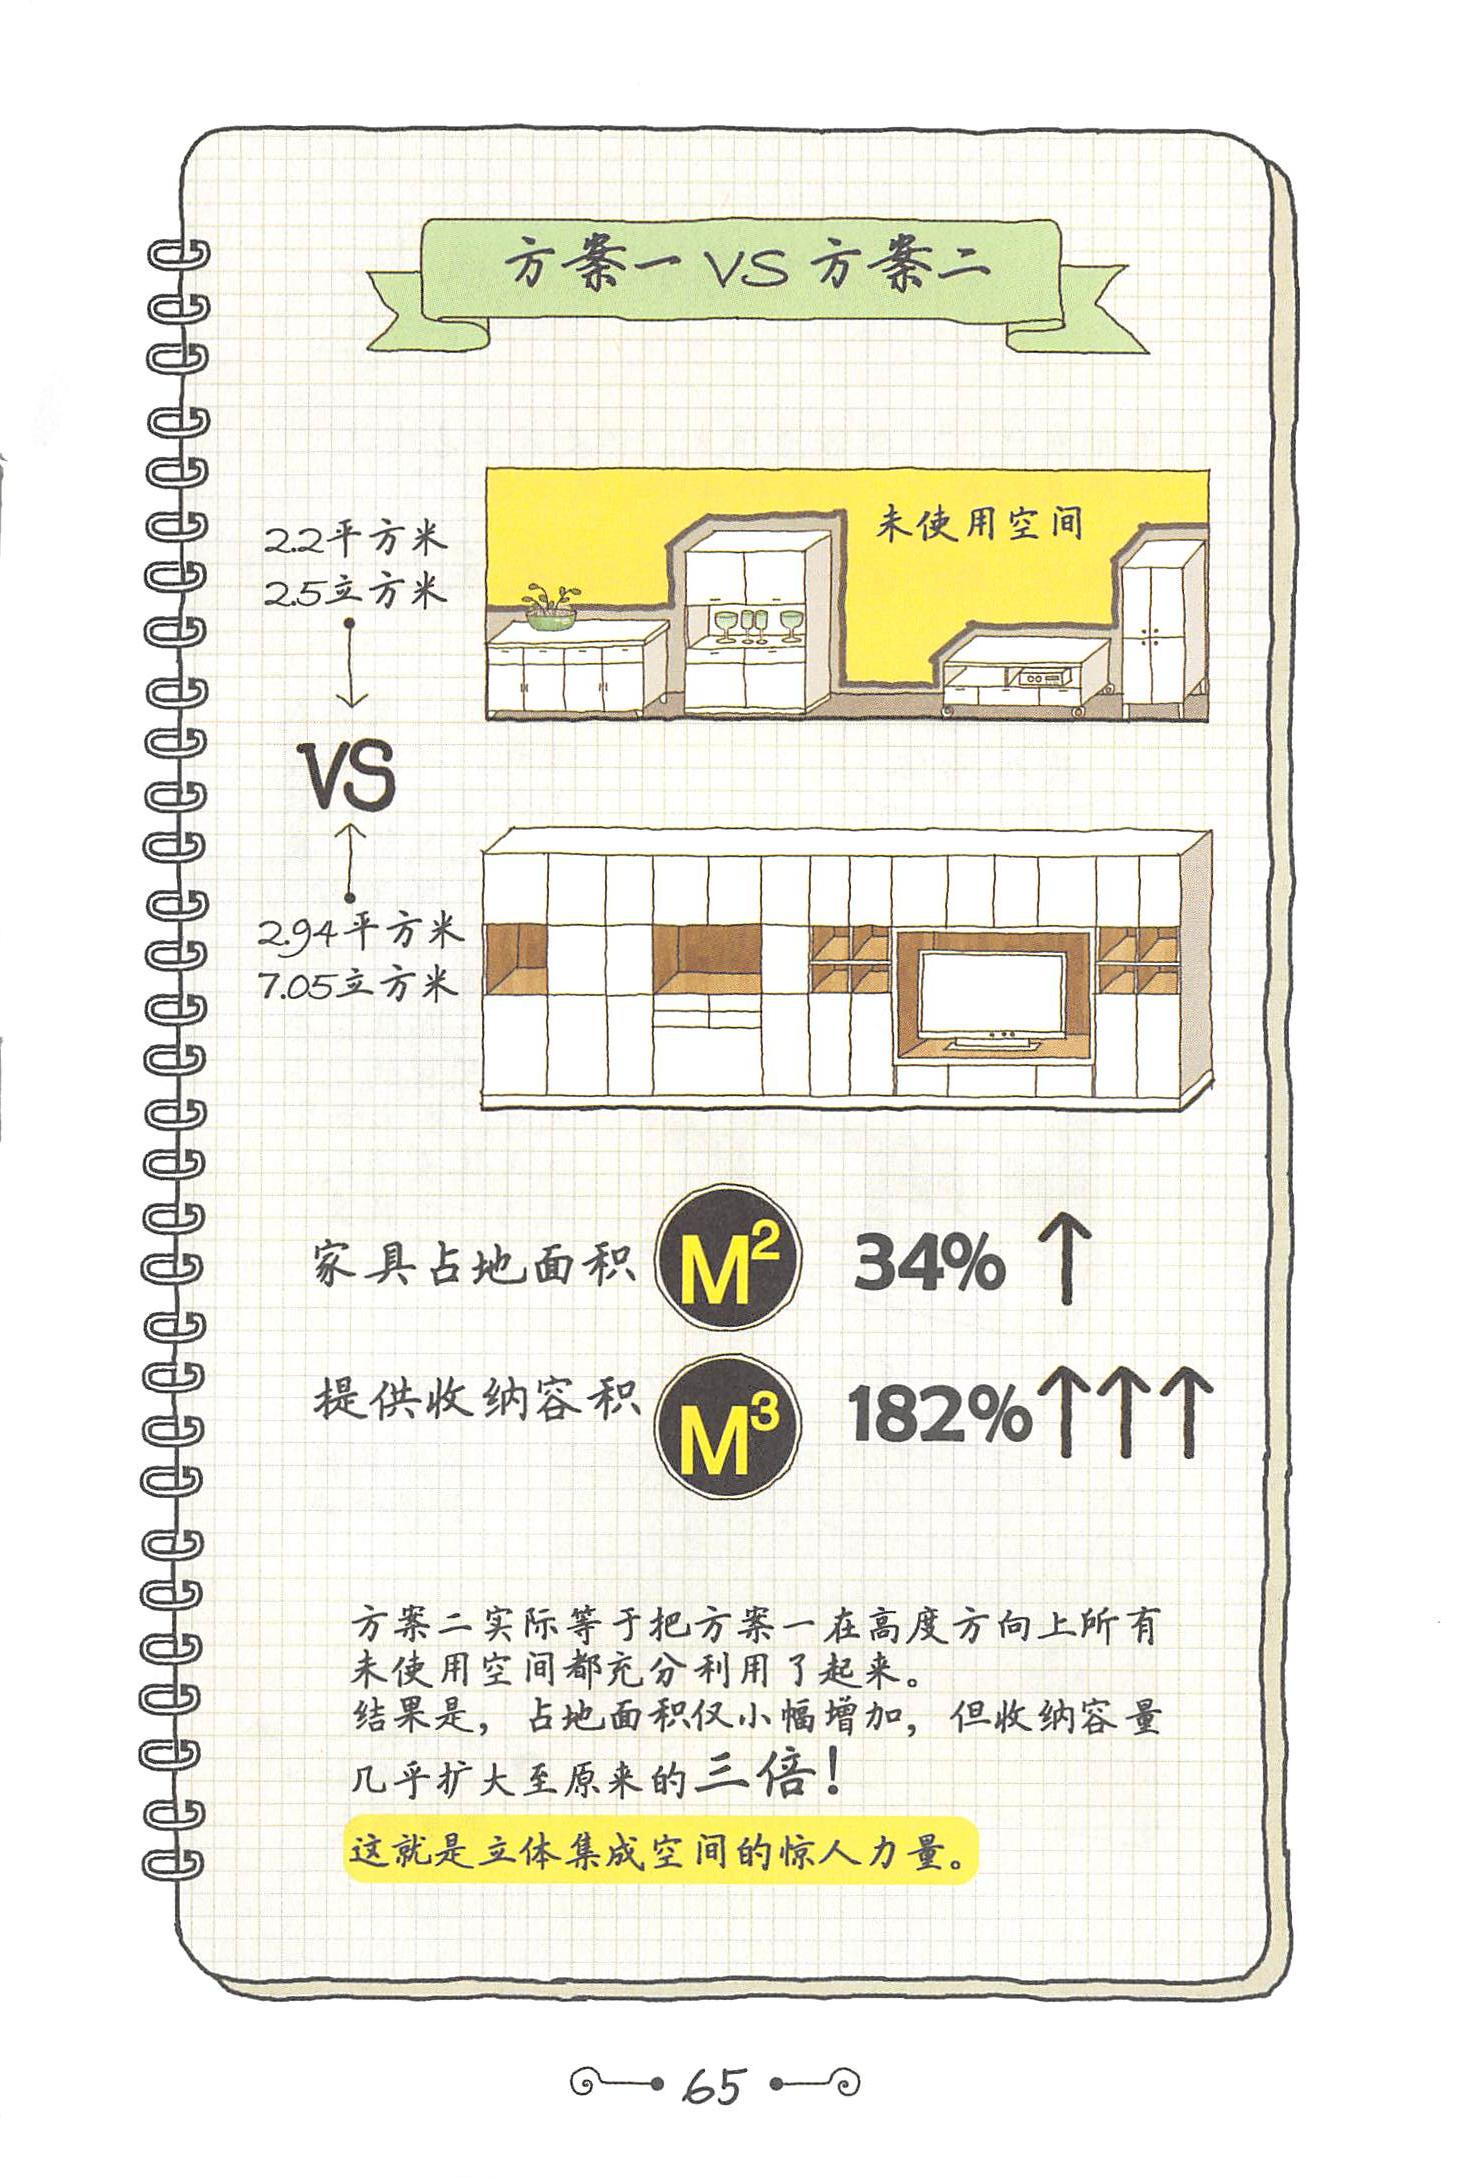 方案一 VS 方案二
未使用空间
2.2平方米
2.5立方米
VS
2.94平方米
7.05立方米
家具占地面积 M² 34% ↑
提供收纳容积 M³ 182% ↑↑↑
方案二实际等于把方案一在高度方向上所有
未使用空间都充分利用了起来。
结果是，占地面积仅小幅增加，但收纳容量
几乎扩大至原来的三倍！
这就是立体集成空间的惊人力量。
65